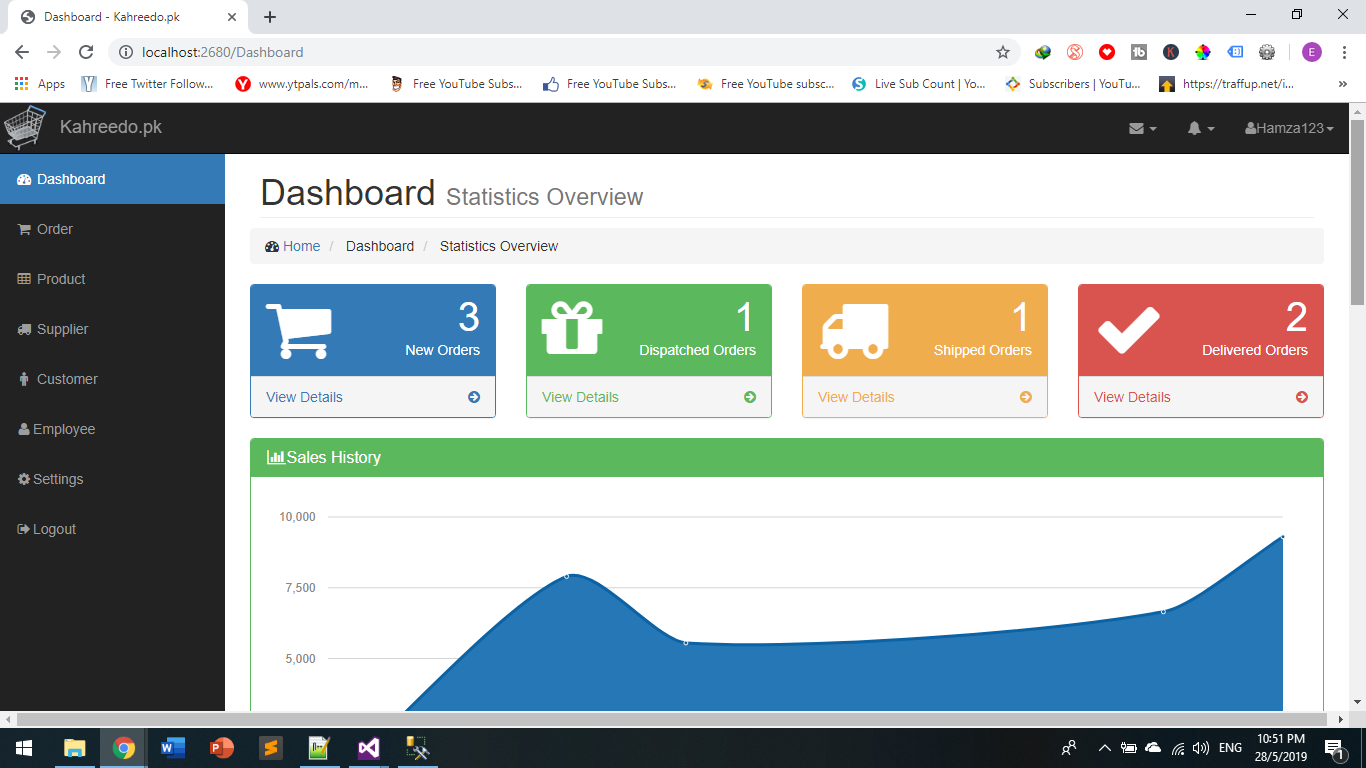 Dashboard - Kahreedo.pk
localhost:2680/Dashboard
Apps Free Twitter Follow... www.ytpals.com/m... Free YouTube Subs... Free YouTube Subs... Free YouTube subsc... Live Sub Count | Yo... Subscribers | YouTu... https://traffup.net/i... »
Kahreedo.pk
Hamza123
Dashboard
Order
Product
Supplier
Customer
Employee
Settings
Logout
Dashboard Statistics Overview
Home / Dashboard / Statistics Overview
3
New Orders
View Details
1
Dispatched Orders
View Details
1
Shipped Orders
View Details
2
Delivered Orders
View Details
Sales History
10,000
7,500
5,000
ENG
10:51 PM
28/5/2019
1